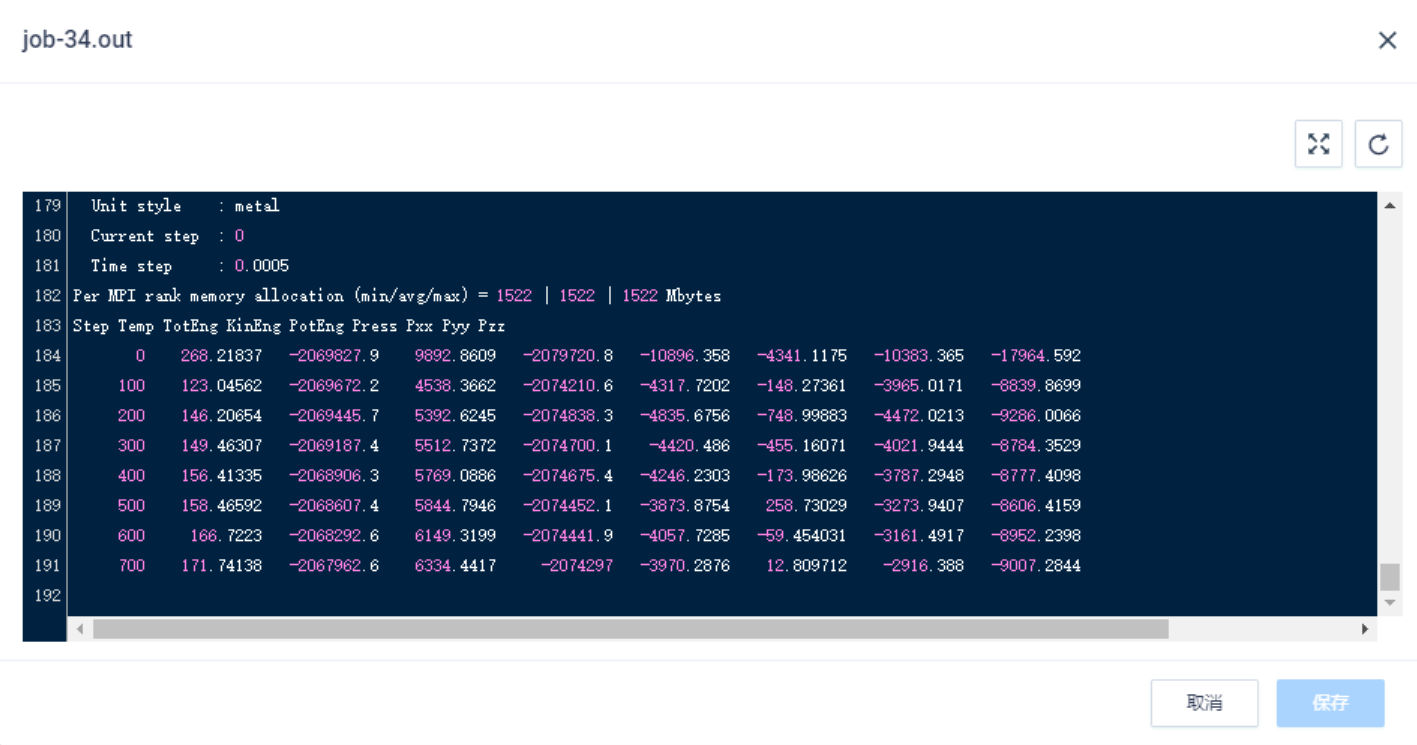 job-34.out
179 Unit style : metal
180 Current step : 0
181 Time step : 0.0005
182 Per MPI rank memory allocation (min/avg/max) = 1522 | 1522 | 1522 Mbytes
183 Step Temp TotEng KinEng PotEng Press Pxx Pyy Pzz
184 0 268.21837 -2069827.9 9892.8609 -2079720.8 -10896.358 -4341.1175 -10383.365 -17964.592
185 100 123.04562 -2069672.2 4538.3662 -2074210.6 -4317.7202 -148.27361 -3965.0171 -8839.8699
186 200 146.20654 -2069445.7 5392.6245 -2074838.3 -4835.6756 -748.99883 -4472.0213 -9286.0066
187 300 149.46307 -2069187.4 5512.7372 -2074700.1 -4420.486 -455.16071 -4021.9444 -8784.3529
188 400 156.41335 -2068906.3 5769.0886 -2074675.4 -4246.2303 -173.98626 -3787.2948 -8777.4098
189 500 158.46592 -2068607.4 5844.7946 -2074452.1 -3873.8754 258.73029 -3273.9407 -8606.4159
190 600 166.7223 -2068292.6 6149.3199 -2074441.9 -4057.7285 -59.454031 -3161.4917 -8952.2398
191 700 171.74138 -2067962.6 6334.4417 -2074297 -3970.2876 12.809712 -2916.388 -9007.2844
192
取消 保存